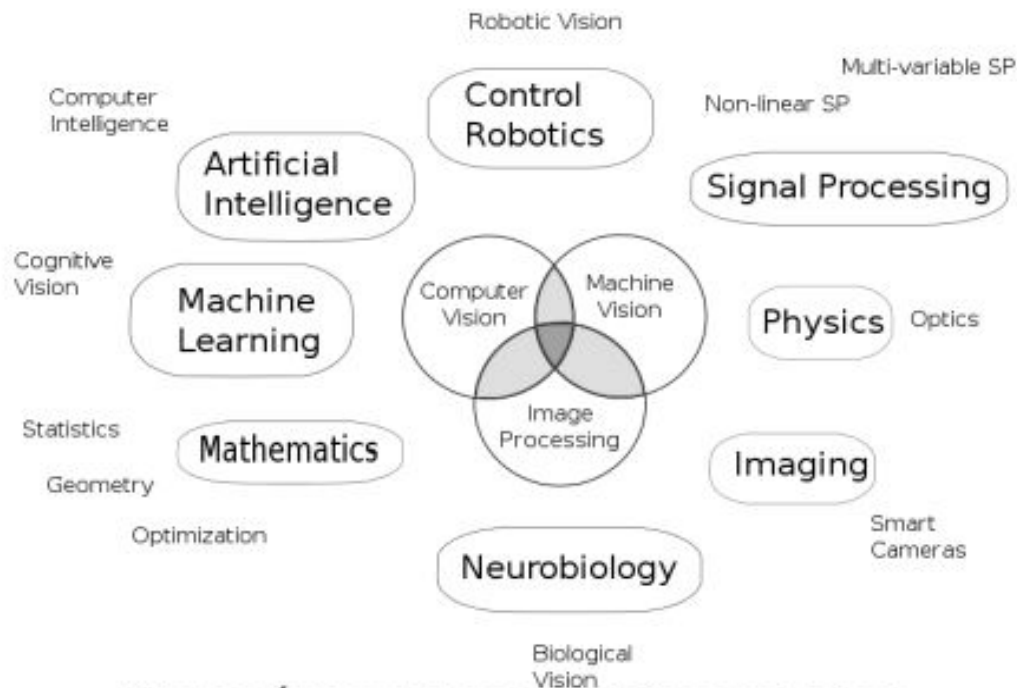 Robotic Vision
Multi-variable SP
Computer
Intelligence
Non-linear SP
Control
Robotics
Artificial
Intelligence
Signal Processing
Cognitive
Vision
Machine
Learning
Computer
Vision
Machine
Vision
Physics
Optics
Image
Processing
Statistics
Mathematics
Geometry
Imaging
Optimization
Smart
Cameras
Neurobiology
Biological
Vision